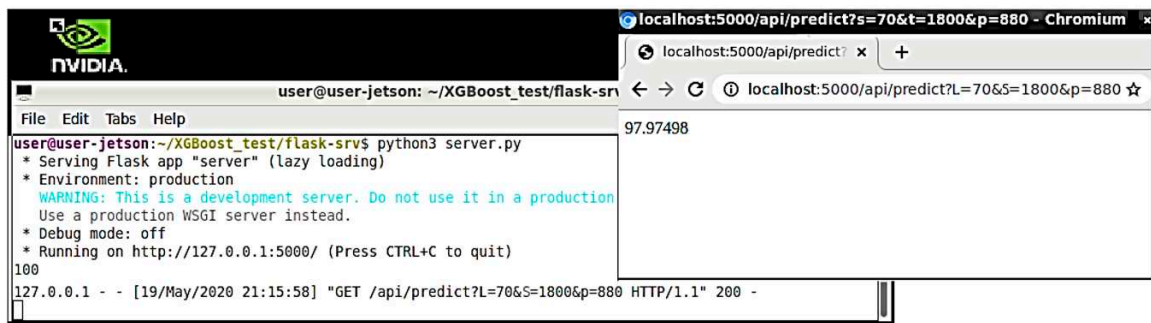 NVIDIA.
user@user-jetson: ~/XGBoost_test/flask-srv
File Edit Tabs Help
user@user-jetson:~/XGBoost_test/flask-srv$ python3 server.py
* Serving Flask app "server" (lazy loading)
* Environment: production
WARNING: This is a development server. Do not use it in a production
Use a production WSGI server instead.
* Debug mode: off
* Running on http://127.0.0.1:5000/ (Press CTRL+C to quit)
100
127.0.0.1 - - [19/May/2020 21:15:58] "GET /api/predict?L=70&S=1800&p=880 HTTP/1.1" 200 -
localhost:5000/api/predict?s=70&t=1800&p=880 - Chromium
localhost:5000/api/predict?
localhost:5000/api/predict?L=70&S=1800&p=880
97.97498